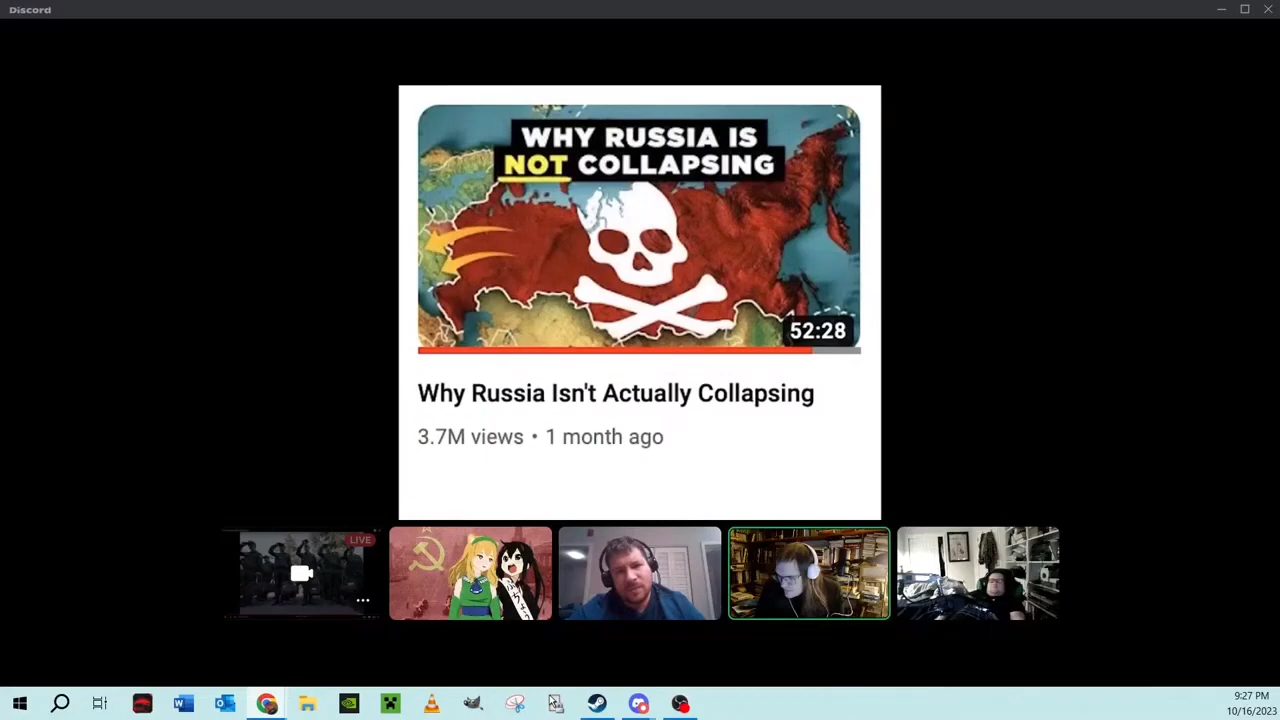 Discord
WHY RUSSIA IS
NOT COLLAPSING
52:28
Why Russia Isn't Actually Collapsing
3.7M views • 1 month ago
LIVE
9:27 PM
10/16/2023